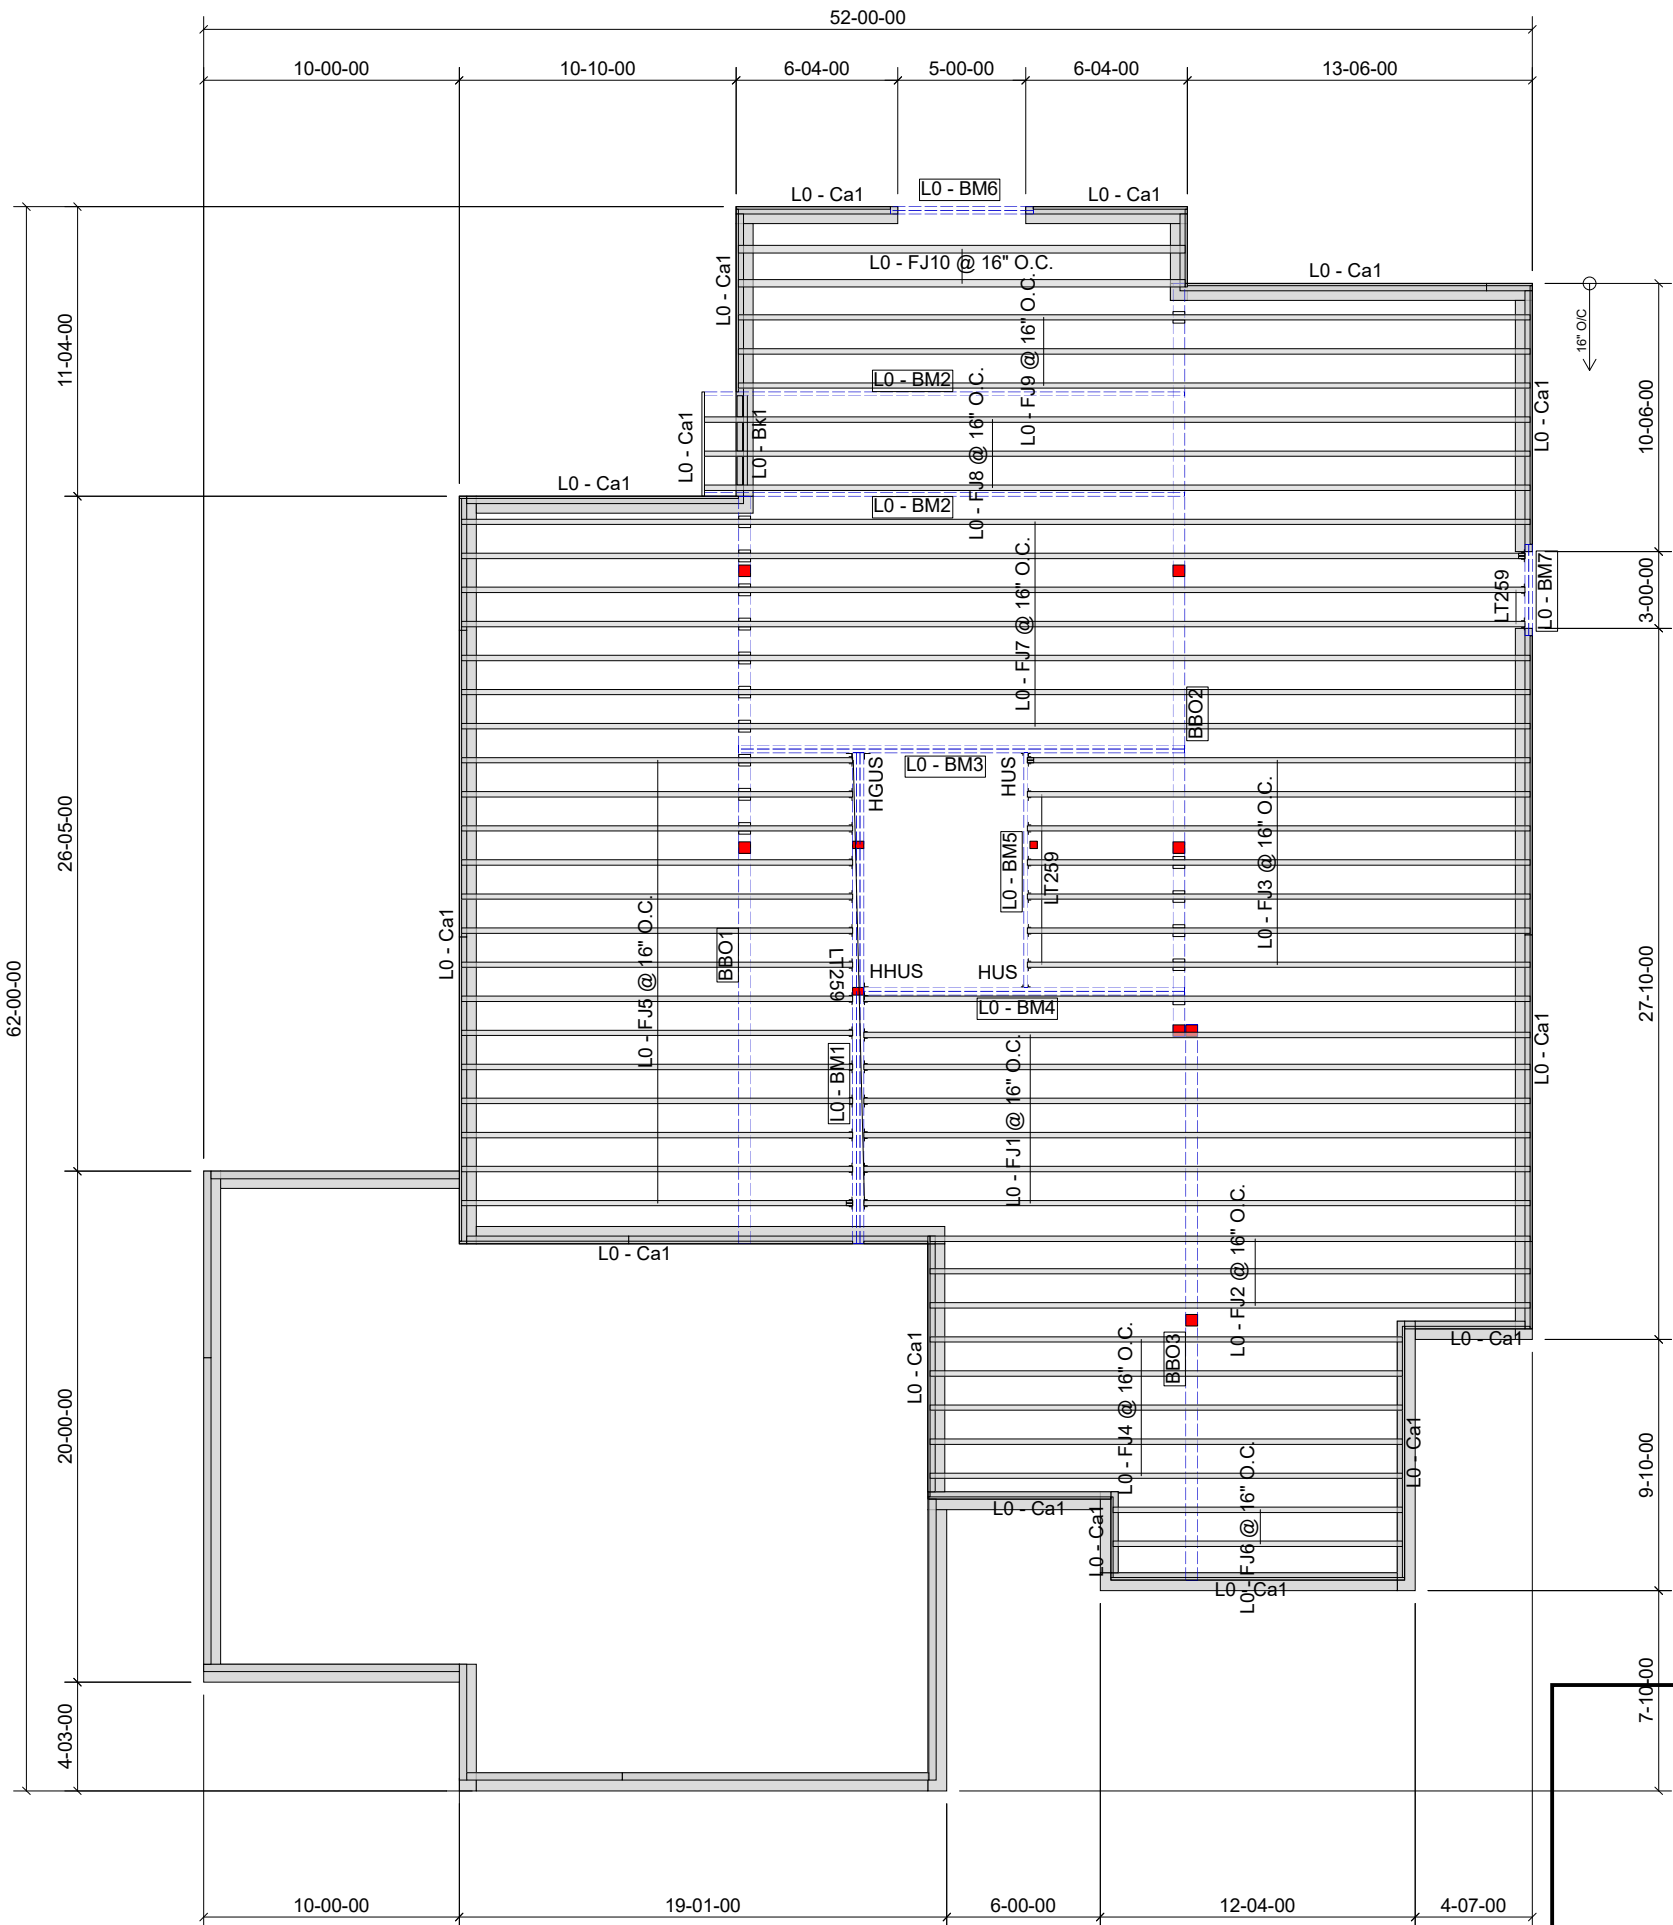 52-00-00
10-00-00
10-10-00
6-04-00
5-00-00
6-04-00
13-06-00
L0 - Ca1
L0 - BM6
L0 - Ca1
L0 - Ca1
L0 - FJ10 @ 16" O.C.
L0 - Ca1
16" O/C
11-04-00
L0 - FJ9 @ 16" O.C.
L0 - BM2
L0 - FJ8 @ 16" O.C.
L0 - Ca1
L0 - Bk1
L0 - Ca1
10-06-00
L0 - Ca1
L0 - BM2
L0 - FJ7 @ 16" O.C.
LT259
L0 - BM7
3-00-00
BBO2
L0 - BM3
HGUS
HUS
26-05-00
L0 - BM5
LT259
L0 - FJ3 @ 16" O.C.
L0 - Ca1
L0 - FJ5 @ 16" O.C.
BBO1
LT259
HHUS
HUS
L0 - BM4
62-00-00
27-10-00
L0 - Ca1
L0 - BM1
L0 - FJ1 @ 16" O.C.
L0 - Ca1
L0 - FJ2 @ 16" O.C.
L0 - Ca1
L0 - Ca1
BBO3
L0 - FJ4 @ 16" O.C.
20-00-00
L0 - Ca1
9-10-00
L0 - Ca1
L0 - Ca1
L0 - FJ6 @ 16" O.C.
L0 - Ca1
4-03-00
7-10-00
10-00-00
19-01-00
6-00-00
12-04-00
4-07-00